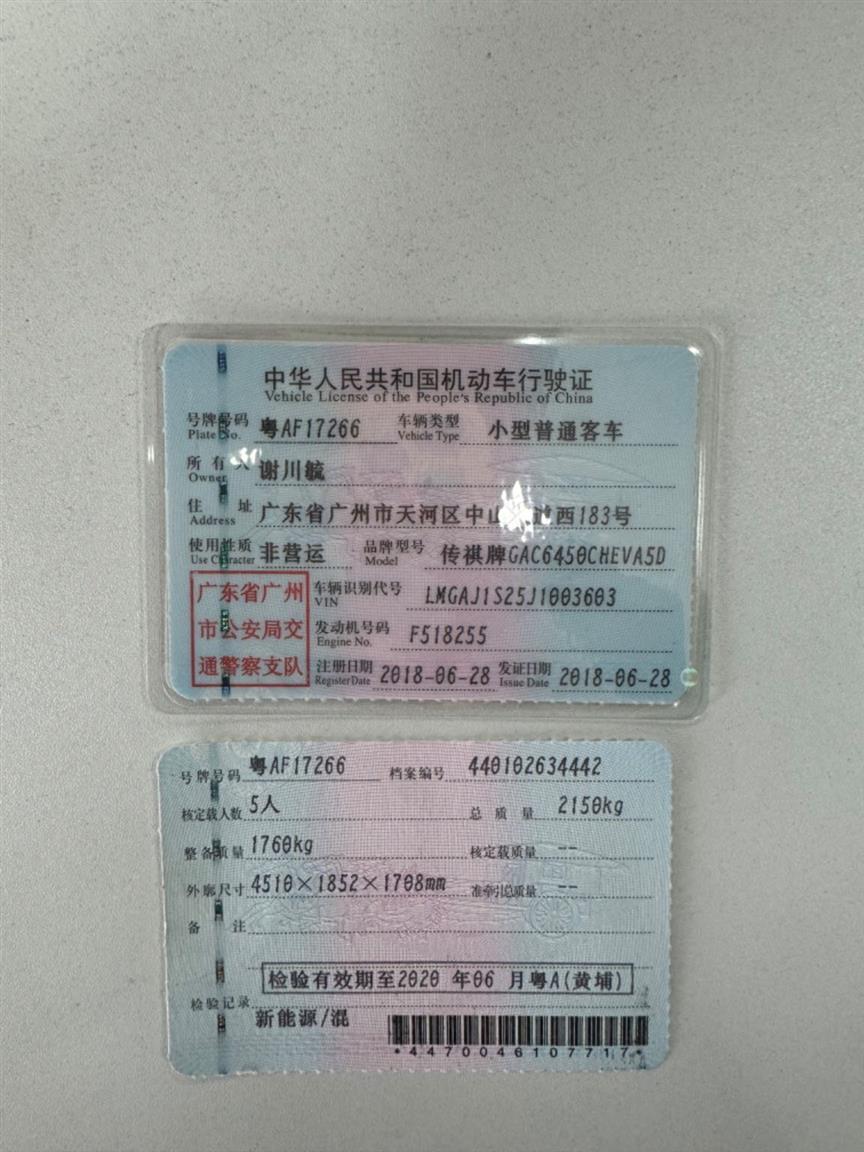 中华人民共和国机动车行驶证
Vehicle License of the People's Republic of China
号牌号码 粤AF17266 车辆类型 小型普通客车
Plate No. Vehicle Type
所有人 谢川毓
Owner
住址 广东省广州市天河区中山 西183号
Address
使用性质 非营运 品牌型号 传祺牌GAC6450CHEVA5D
Use Character Model
广东省广州
市公安局交
通警察支队
车辆识别代号 LMGAJ1S25J1003603
VIN
发动机号码 F518255
Engine No.
注册日期 2018-06-28 发证日期 2018-06-28
Register Date Issue Date
号牌号码 粤AF17266 档案编号 440102634442
核定载人数 5人 总质量 2150kg
整备质量 1760kg 核定载质量 --
外廓尺寸 4510×1852×1708mm 准牵引总质量 --
备注
检验有效期至2020 年06 月粤A(黄埔)
检验记录
新能源/混
*4470046107717*